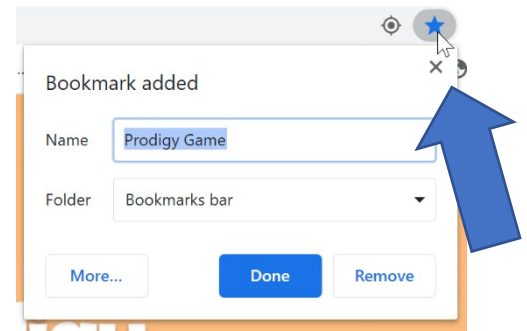 Bookmark added
Name Prodigy Game
Folder Bookmarks bar
More... Done Remove